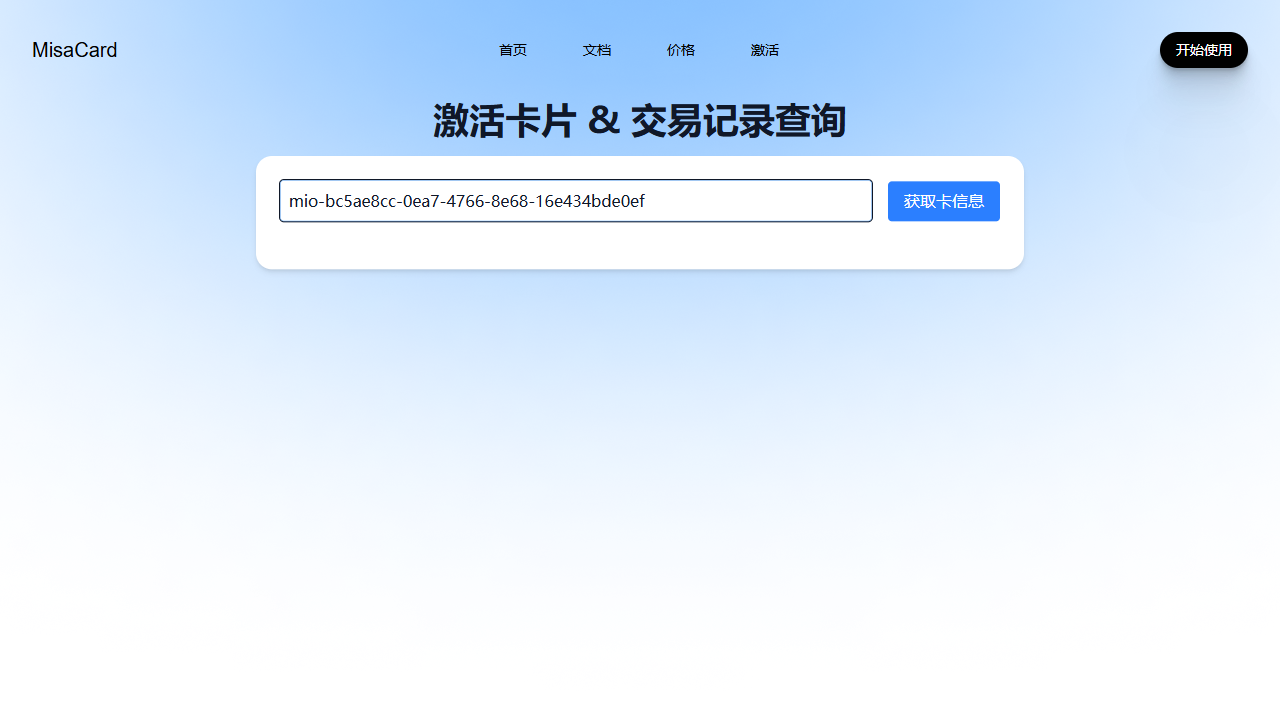 MisaCard
首页
文档
价格
激活
开始使用
激活卡片 & 交易记录查询
mio-bc5ae8cc-0ea7-4766-8e68-16e434bde0ef
获取卡信息